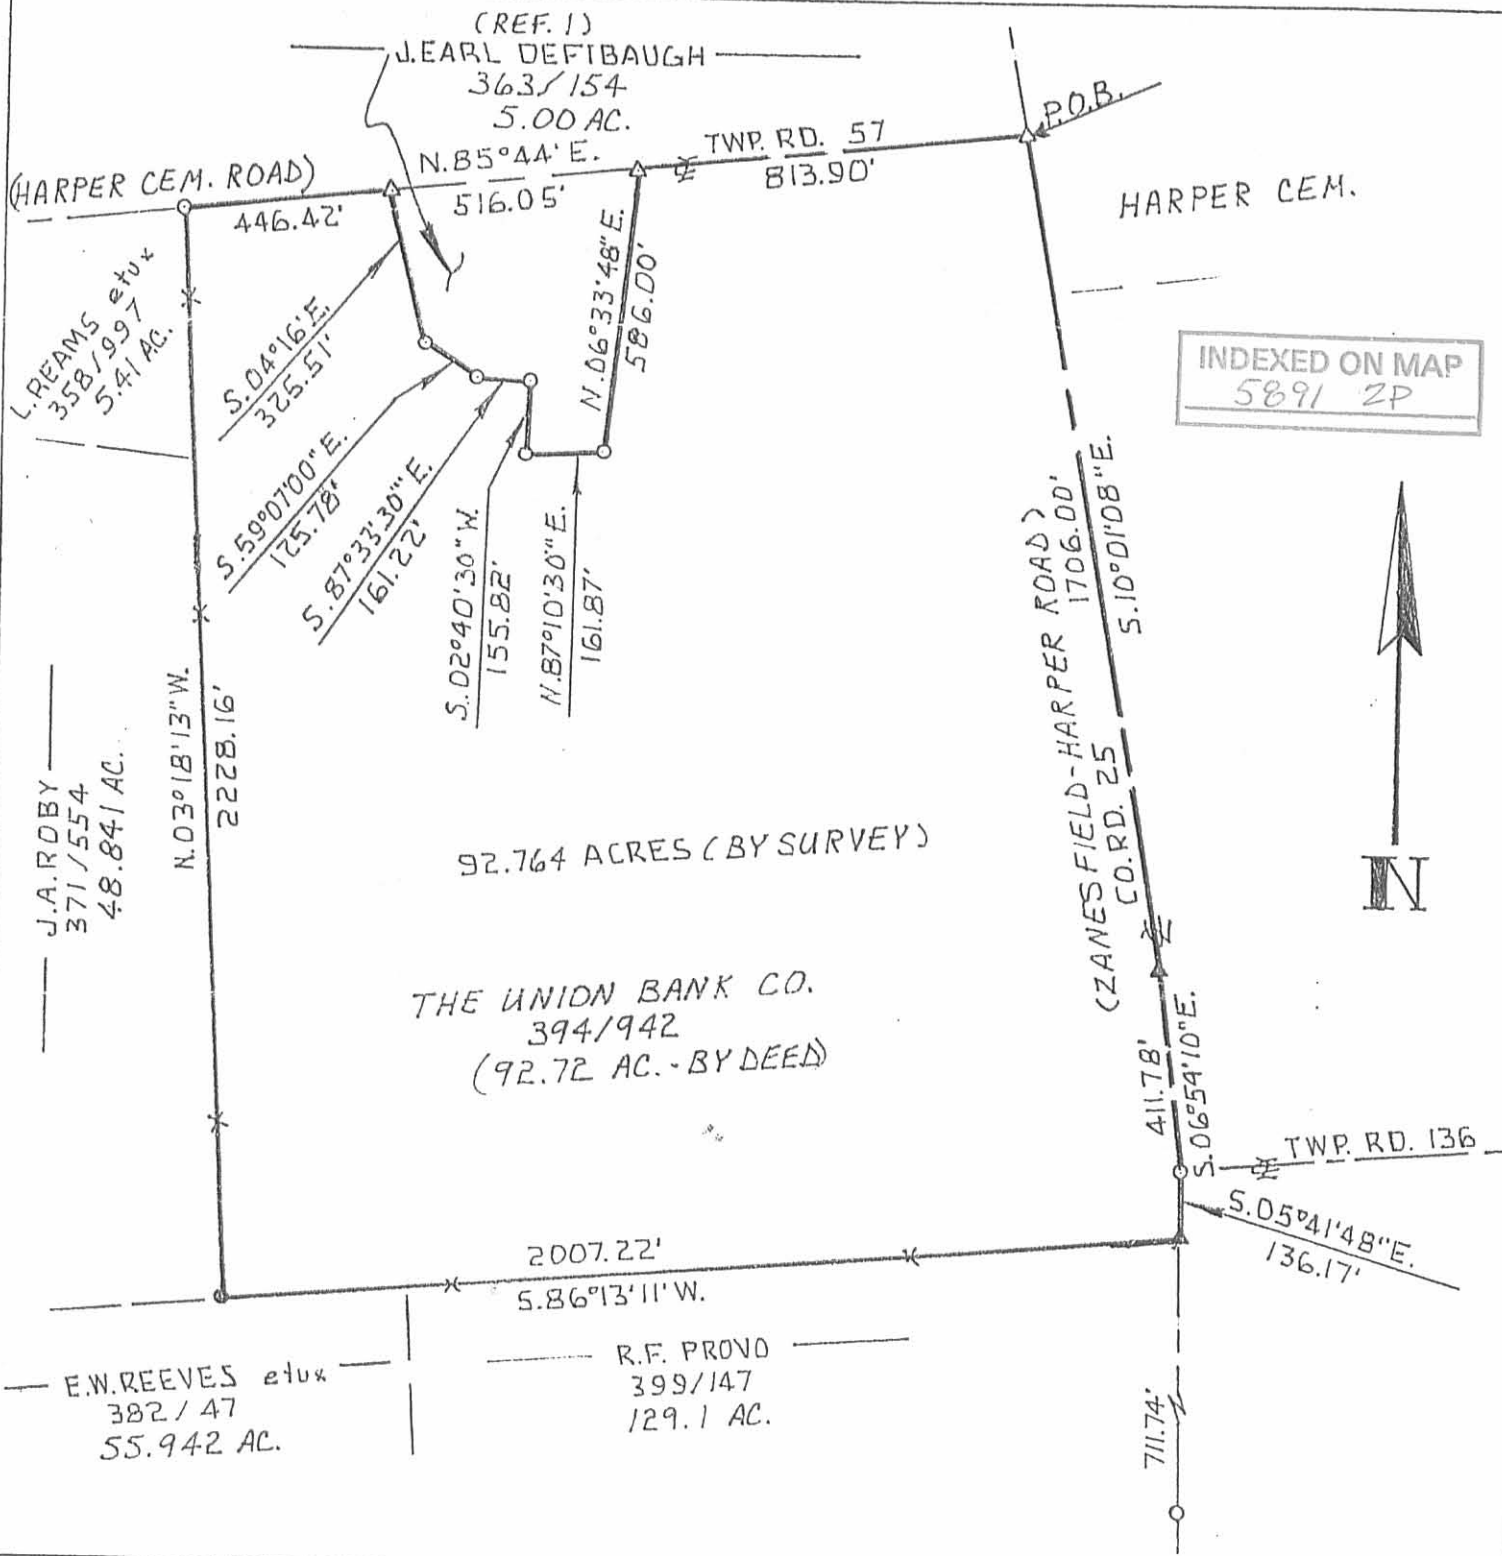 (REF. 1)
J. EARL DEFIBAUGH
363/154
5.00 AC.
P.O.B.
TWP. RD. 57
813.90'
N.85°44'E.
516.05'
(HARPER CEM. ROAD)
446.42'
HARPER CEM.
L. REAMS etux
358/997
5.41 AC.
S.04°16'E.
325.51'
N.06°33'48"E.
586.00'
INDEXED ON MAP
5891 ZP
S.59°07'00"E.
125.78'
S.87°33'30"E.
161.22'
S.02°40'30"W.
155.82'
N.87°10'30"E.
161.87'
(ZANESFIELD-HARPER ROAD)
CO. RD. 25
1706.00'
S.10°01'08"E.
N.03°18'13"W.
2228.16'
J.A. ROBY
371/554
48.841 AC.
92.764 ACRES (BY SURVEY)
N
THE UNION BANK CO.
394/942
(92.72 AC. - BY DEED)
411.78'
S.06°54'10"E.
TWP. RD. 136
S.05°41'48"E.
136.17'
2007.22'
S.86°13'11"W.
E.W. REEVES etux
382/47
55.942 AC.
R.F. PROVO
399/147
129.1 AC.
711.74'